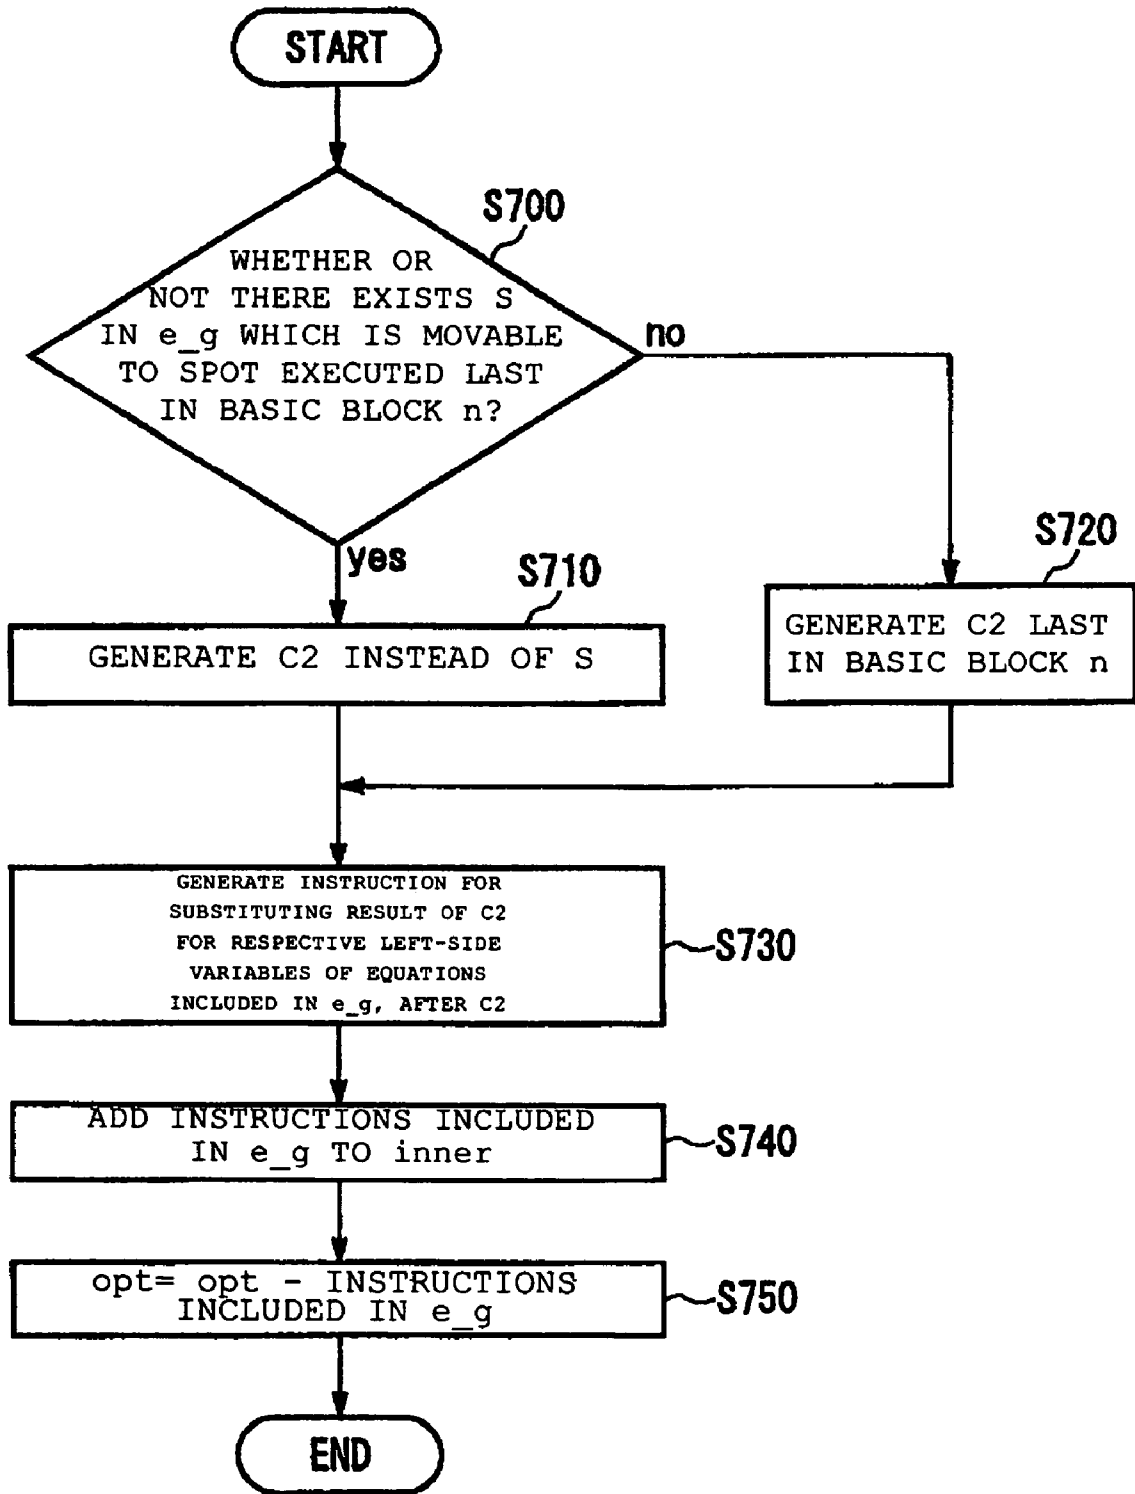 START
S700
WHETHER OR
NOT THERE EXISTS S
IN e_g WHICH IS MOVABLE
TO SPOT EXECUTED LAST
IN BASIC BLOCK n?
no
yes
S710
GENERATE C2 INSTEAD OF S
S720
GENERATE C2 LAST
IN BASIC BLOCK n
GENERATE INSTRUCTION FOR
SUBSTITUTING RESULT OF C2
FOR RESPECTIVE LEFT-SIDE
VARIABLES OF EQUATIONS
INCLUDED IN e_g, AFTER C2
S730
ADD INSTRUCTIONS INCLUDED
IN e_g TO inner
S740
opt= opt - INSTRUCTIONS
INCLUDED IN e_g
S750
END